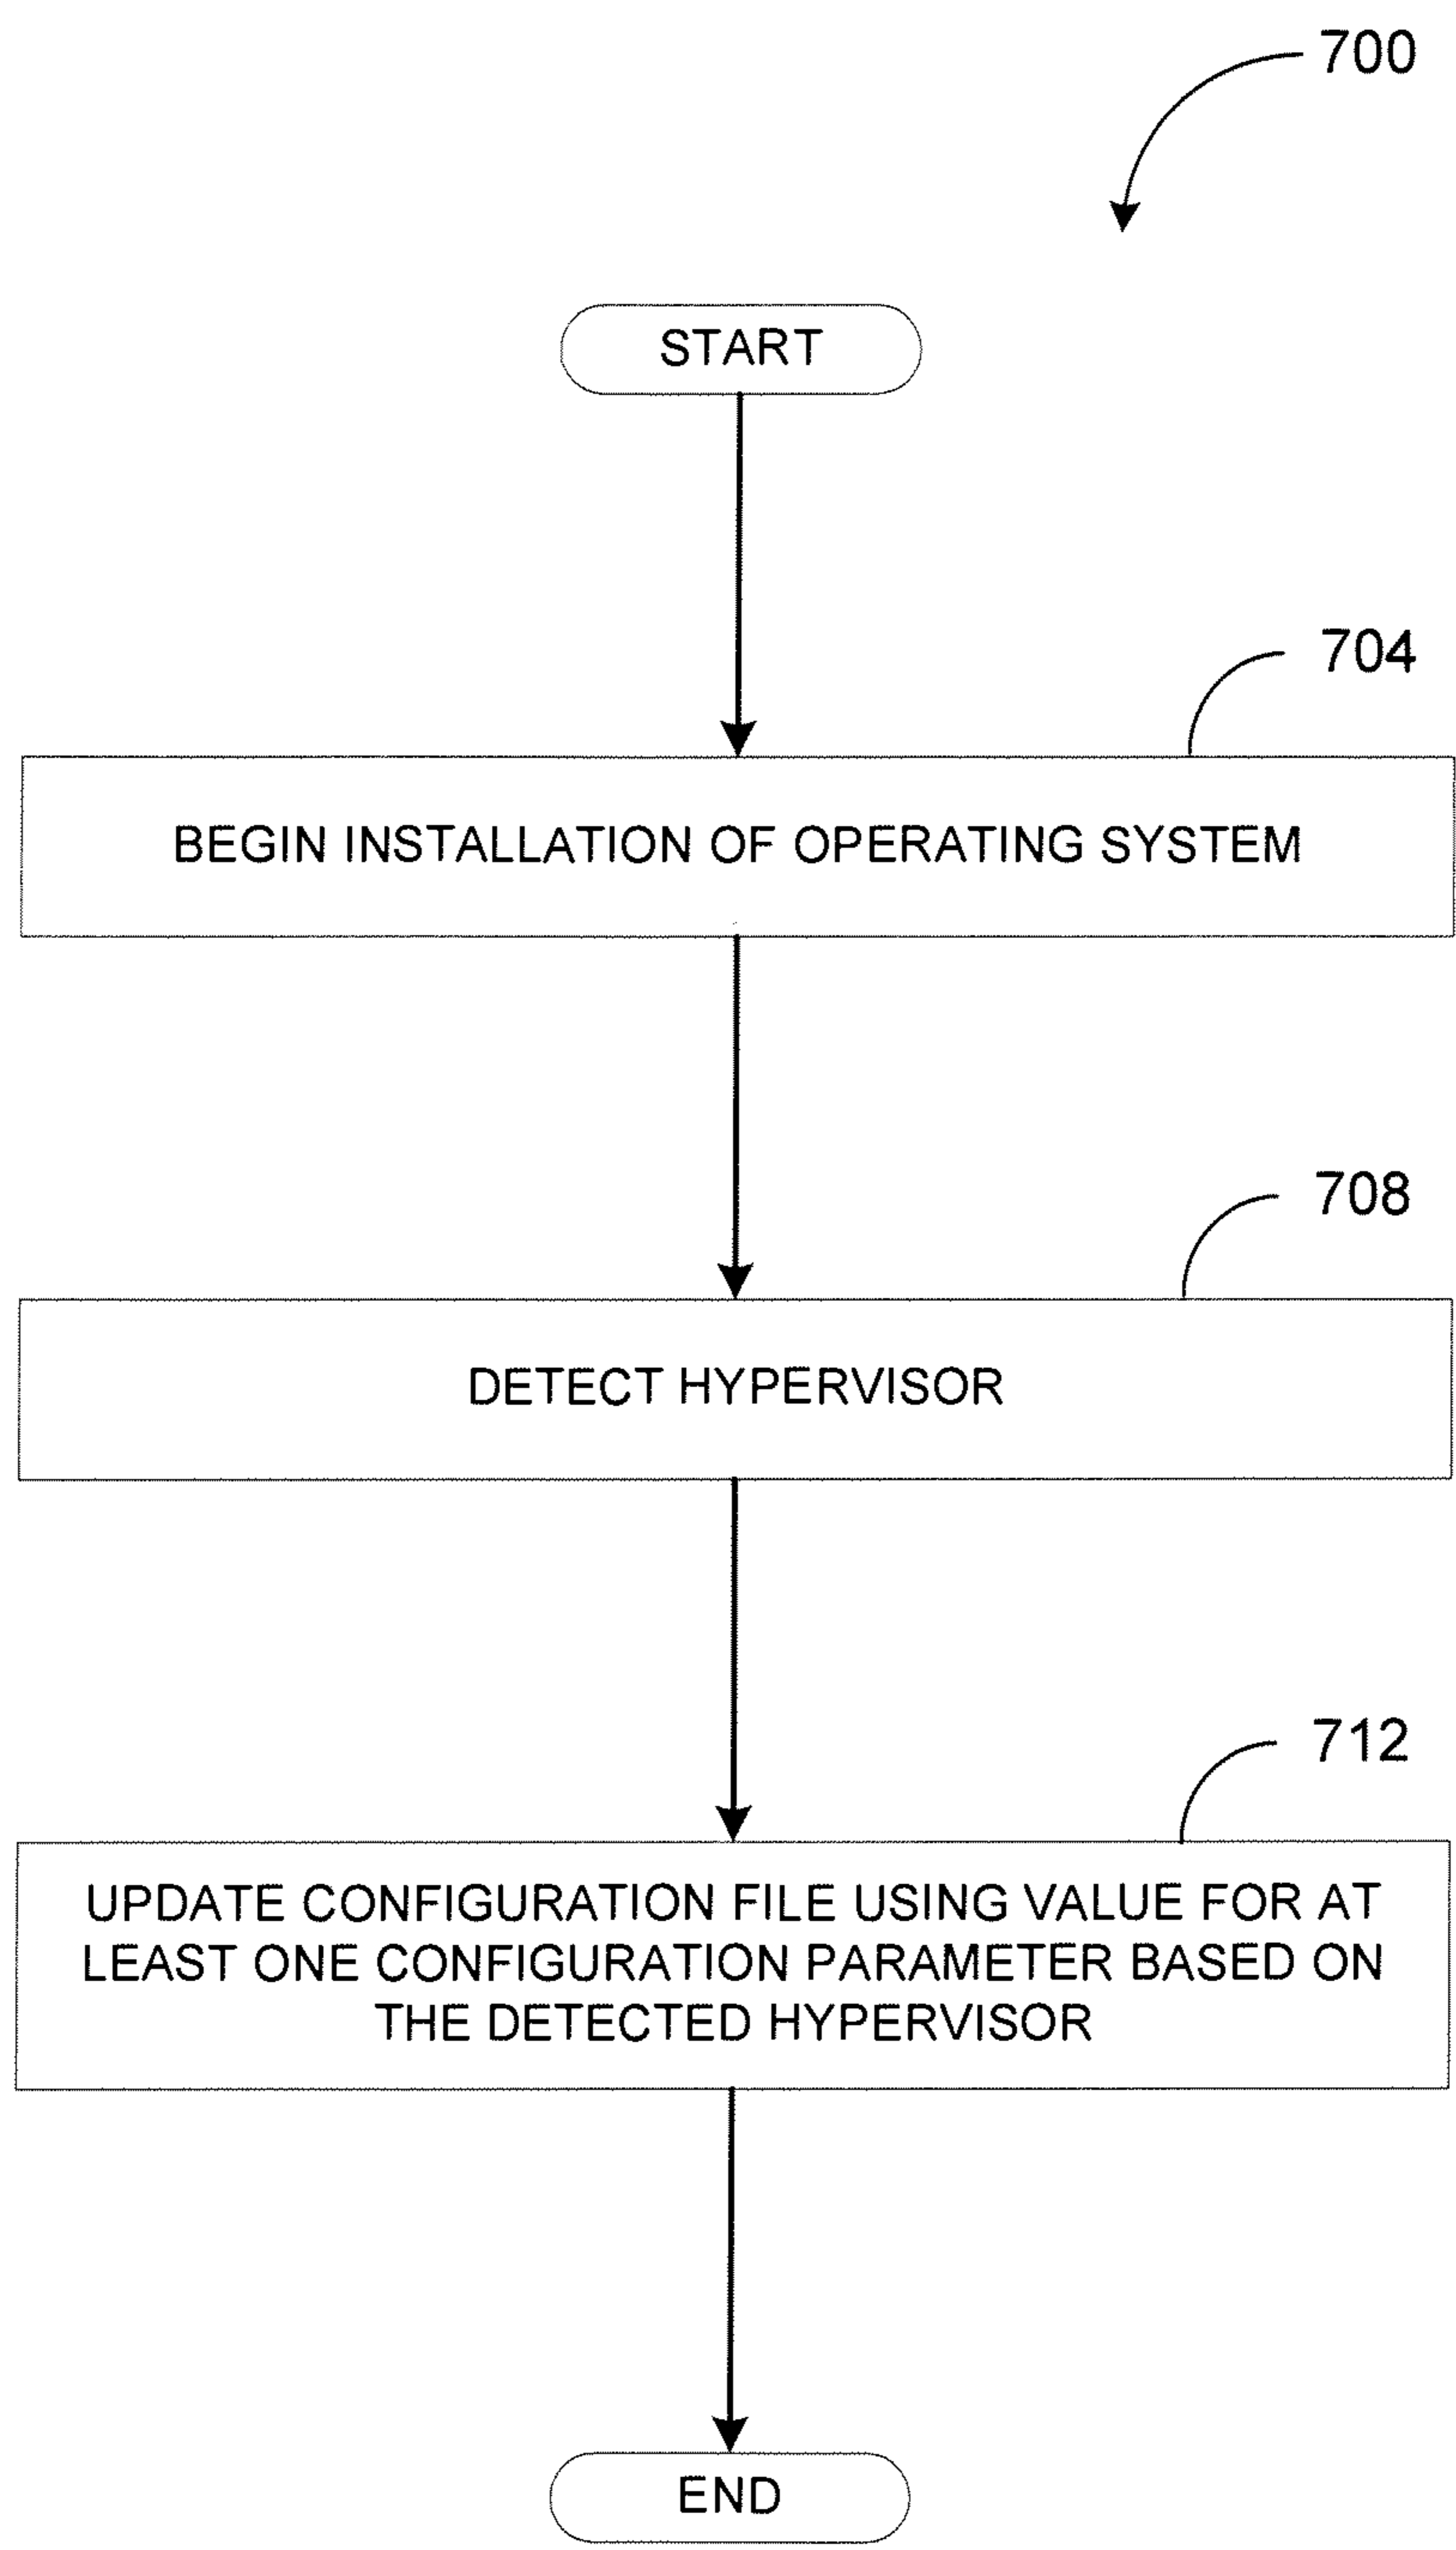 700
START
704
BEGIN INSTALLATION OF OPERATING SYSTEM
708
DETECT HYPERVISOR
712
UPDATE CONFIGURATION FILE USING VALUE FOR AT
LEAST ONE CONFIGURATION PARAMETER BASED ON
THE DETECTED HYPERVISOR
END